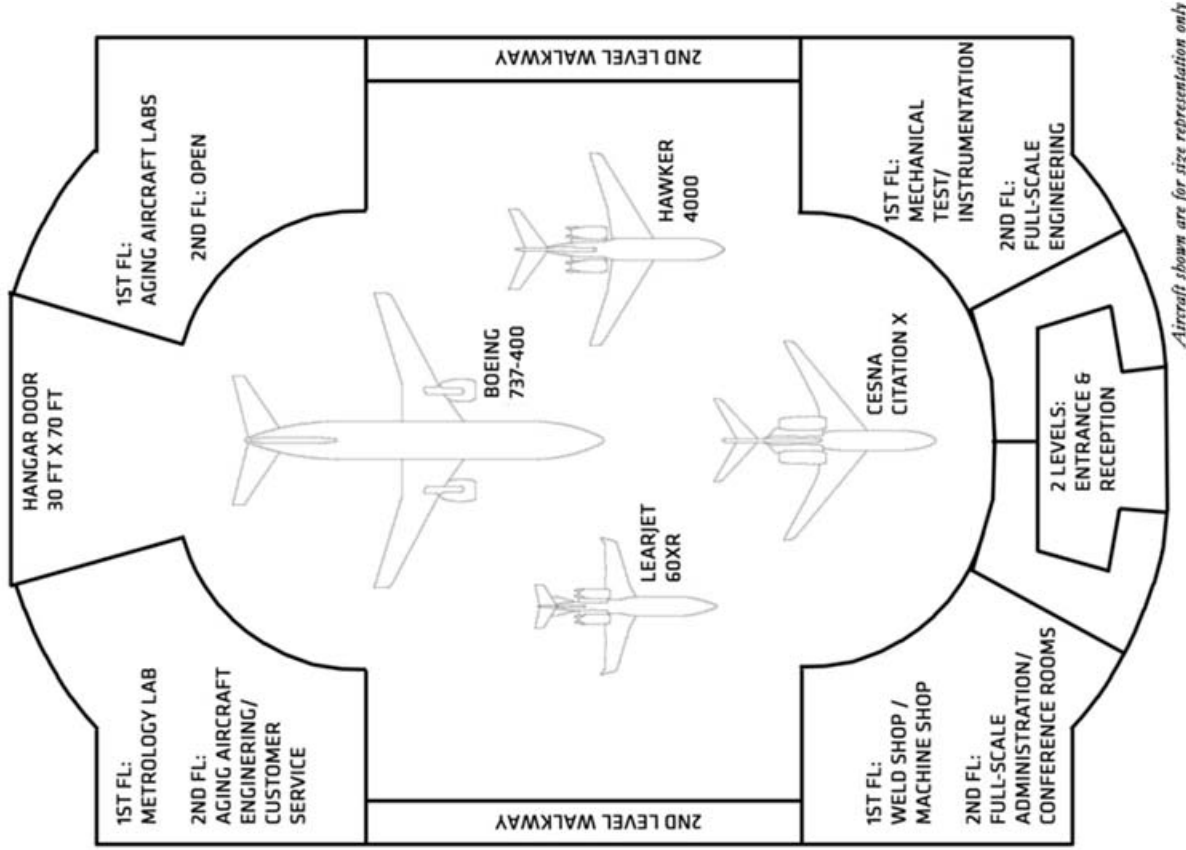 HANGAR DOOR
30 FT X 70 FT
1ST FL:
METROLOGY LAB
2ND FL:
AGING AIRCRAFT
ENGINERING/
CUSTOMER
SERVICE
1ST FL:
AGING AIRCRAFT LABS
2ND FL: OPEN
2ND LEVEL WALKWAY
2ND LEVEL WALKWAY
BOEING
737-400
LEARJET
60XR
HAWKER
4000
CESNA
CITATION X
1ST FL:
WELD SHOP /
MACHINE SHOP
2ND FL:
FULL-SCALE
ADMINISTRATION/
CONFERENCE ROOMS
2 LEVELS:
ENTRANCE &
RECEPTION
1ST FL:
MECHANICAL
TEST/
INSTRUMENTATION
2ND FL:
FULL-SCALE
ENGINEERING
Aircraft shown are for size representation only